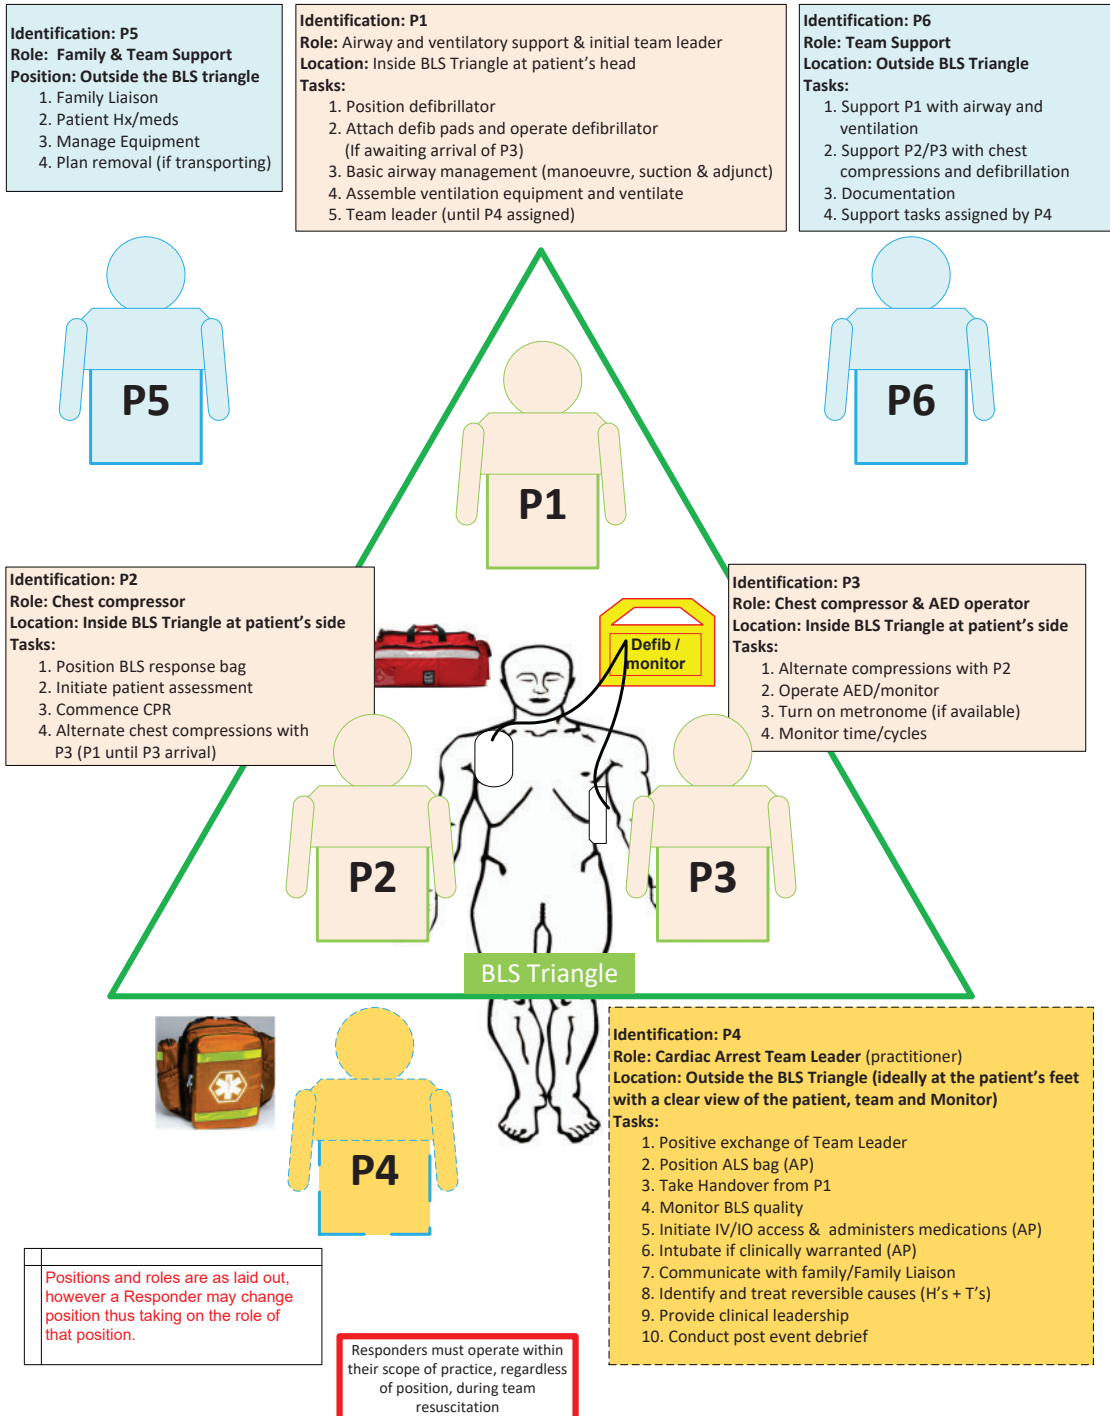 Identification: P5
Role:  Family & Team Support
Position: Outside the BLS triangle
1. Family Liaison
2. Patient Hx/meds
3. Manage Equipment
4. Plan removal (if transporting)
Identification: P1
Role: Airway and ventilatory support & initial team leader
Location: Inside BLS Triangle at patient's head
Tasks:
1. Position defibrillator
2. Attach defib pads and operate defibrillator
(If awaiting arrival of P3)
3. Basic airway management (manoeuvre, suction & adjunct)
4. Assemble ventilation equipment and ventilate
5. Team leader (until P4 assigned)
Identification: P6
Role: Team Support
Location: Outside BLS Triangle
Tasks:
1. Support P1 with airway and
ventilation
2. Support P2/P3 with chest
compressions and defibrillation
3. Documentation
4. Support tasks assigned by P4
P5
P6
P1
Identification: P2
Role: Chest compressor
Location: Inside BLS Triangle at patient's side
Tasks:
1. Position BLS response bag
2. Initiate patient assessment
3. Commence CPR
4. Alternate chest compressions with
P3 (P1 until P3 arrival)
Defib /
monitor
Identification: P3
Role: Chest compressor & AED operator
Location: Inside BLS Triangle at patient's side
Tasks:
1. Alternate compressions with P2
2. Operate AED/monitor
3. Turn on metronome (if available)
4. Monitor time/cycles
P2
P3
BLS Triangle
P4
Identification: P4
Role: Cardiac Arrest Team Leader (practitioner)
Location: Outside the BLS Triangle (ideally at the patient's feet
with a clear view of the patient, team and Monitor)
Tasks:
1. Positive exchange of Team Leader
2. Position ALS bag (AP)
3. Take Handover from P1
4. Monitor BLS quality
5. Initiate IV/IO access &  administers medications (AP)
6. Intubate if clinically warranted (AP)
7. Communicate with family/Family Liaison
8. Identify and treat reversible causes (H's + T's)
9. Provide clinical leadership
10. Conduct post event debrief
Positions and roles are as laid out,
however a Responder may change
position thus taking on the role of
that position.
Responders must operate within
their scope of practice, regardless
of position, during team
resuscitation